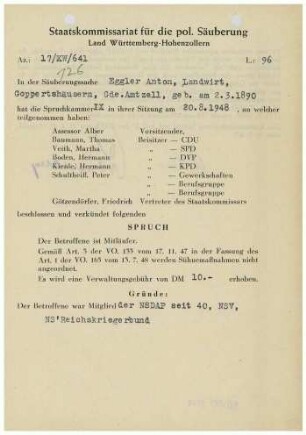 Staatskommissariat für die pol. Säuberung
Land Württemberg-Hohenzollern
Az.: 17/XW/641 L.: 96
126
In der Säuberungssache Eggler Anton, Landwirt,
Goppertshäusern, Gde.Amtzell, geb. am 2.3.1890
hat die Spruchkammer IX in ihrer Sitzung am 20.8.1948, an welcher
teilgenommen haben:
Assessor Alber Vorsitzender,
Baumann, Thomas Beisitzer — CDU
Veith, Martha „ — SPD
Boden, Hermann „ — DVP
Kienle, Hermann „ — KPD
Schultheiß, Peter „ — Gewerkschaften
„ — Berufsgruppe
„ — Berufsgruppe
Götzendörfer, Friedrich Vertreter des Staatskommissars
beschlossen und verkündet folgenden
SPRUCH
Der Betroffene ist Mitläufer.
Gemäß Art. 3 der VO. 133 vom 17. 11. 47 in der Fassung des
Art. 1 der VO. 165 vom 13. 7. 48 werden Sühnemaßnahmen nicht
angeordnet.
Es wird eine Verwaltungsgebühr von DM 10.- erhoben.
Gründe:
Der Betroffene war Mitglied der NSDAP seit 40, NSV,
NS'Reichskriegerbund